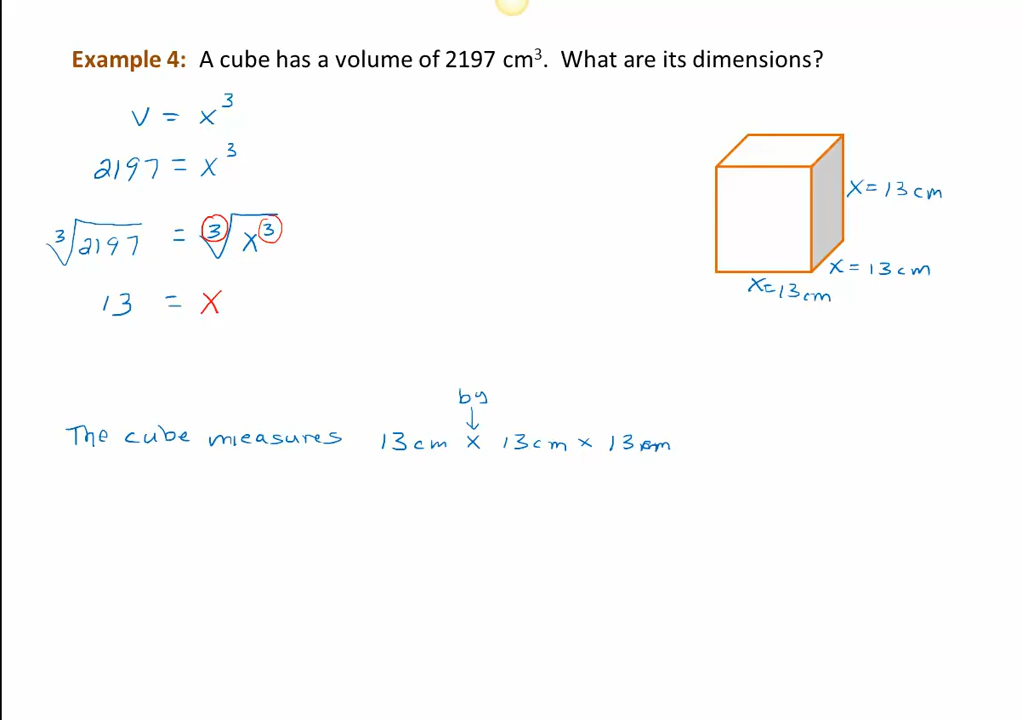 Example 4: A cube has a volume of 2197 cm³. What are its dimensions?
V = x³
2197 = x³
∛2197 = ∛x³
13 = x
x = 13 cm
x = 13 cm
x = 13 cm
by
↓
The cube measures 13 cm × 13 cm × 13 cm